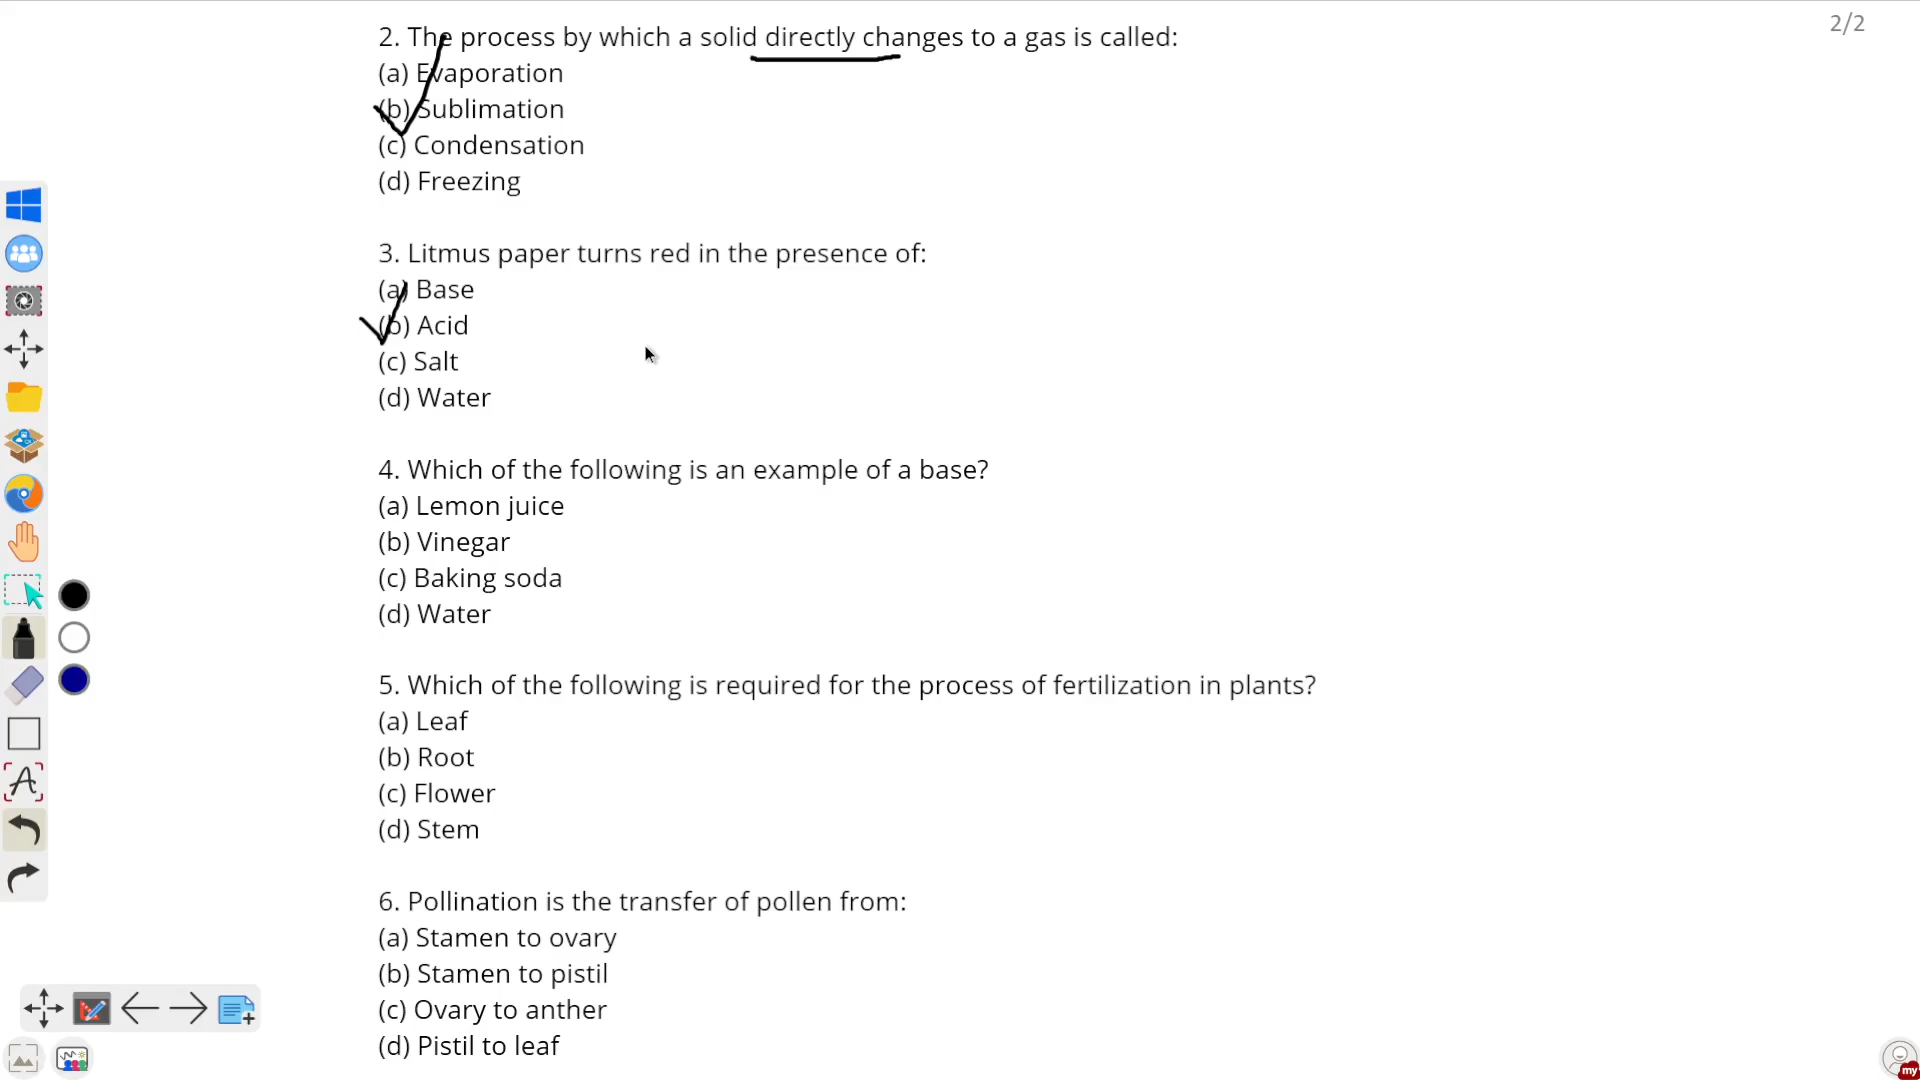 2/2
2. The process by which a solid directly changes to a gas is called:
(a) Evaporation
(b) Sublimation
(c) Condensation
(d) Freezing
3. Litmus paper turns red in the presence of:
(a) Base
(b) Acid
(c) Salt
(d) Water
4. Which of the following is an example of a base?
(a) Lemon juice
(b) Vinegar
(c) Baking soda
(d) Water
5. Which of the following is required for the process of fertilization in plants?
(a) Leaf
(b) Root
(c) Flower
(d) Stem
6. Pollination is the transfer of pollen from:
(a) Stamen to ovary
(b) Stamen to pistil
(c) Ovary to anther
(d) Pistil to leaf
my